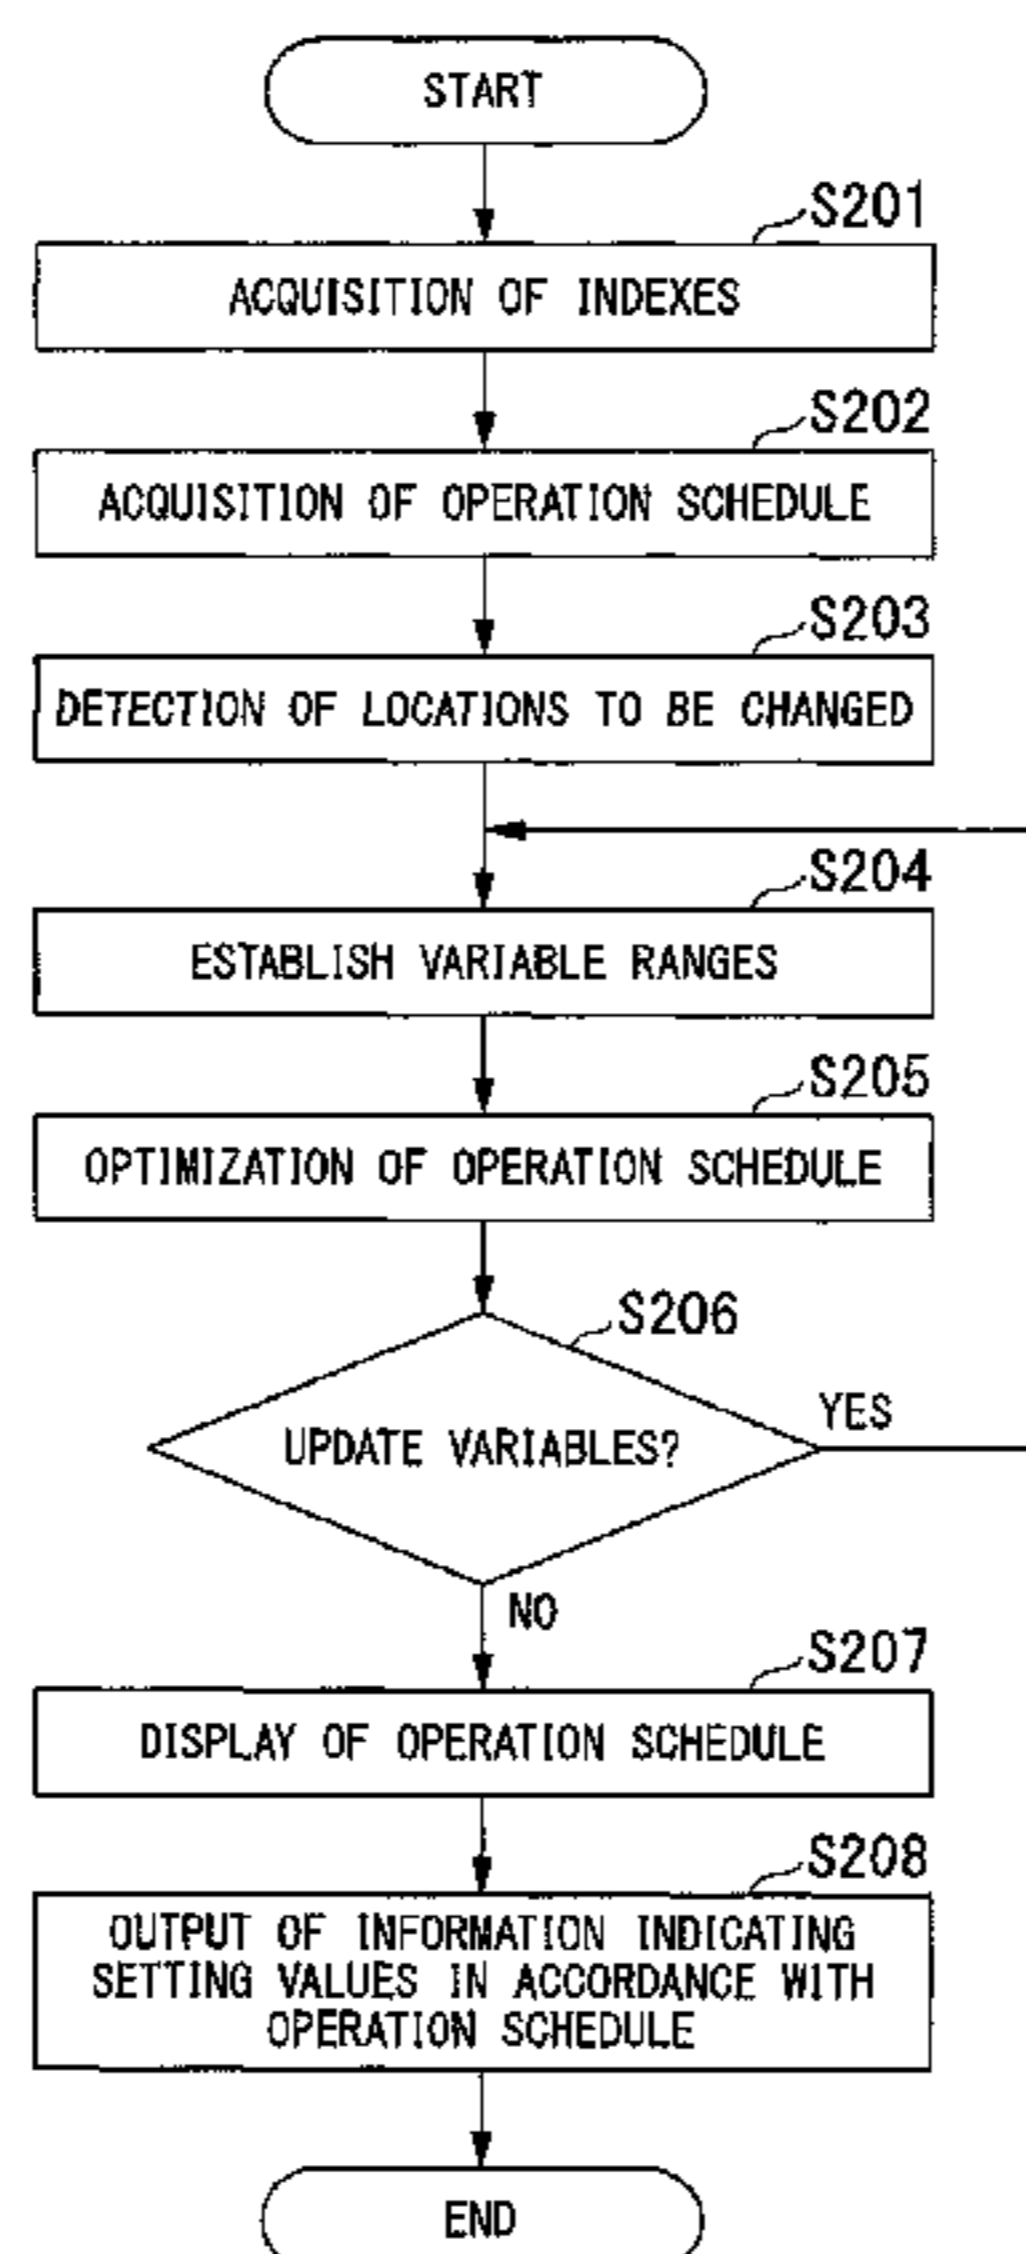 START
S201
ACQUISITION OF INDEXES
S202
ACQUISITION OF OPERATION SCHEDULE
S203
DETECTION OF LOCATIONS TO BE CHANGED
S204
ESTABLISH VARIABLE RANGES
S205
OPTIMIZATION OF OPERATION SCHEDULE
S206
UPDATE VARIABLES?
YES
NO
S207
DISPLAY OF OPERATION SCHEDULE
S208
OUTPUT OF INFORMATION INDICATING
SETTING VALUES IN ACCORDANCE WITH
OPERATION SCHEDULE
END